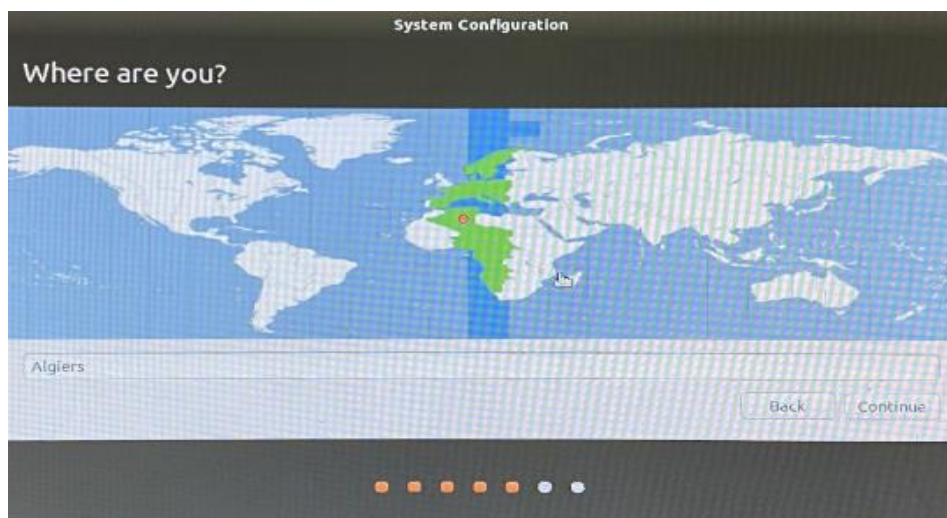 System Configuration
Where are you?
Algiers
Back
Continue